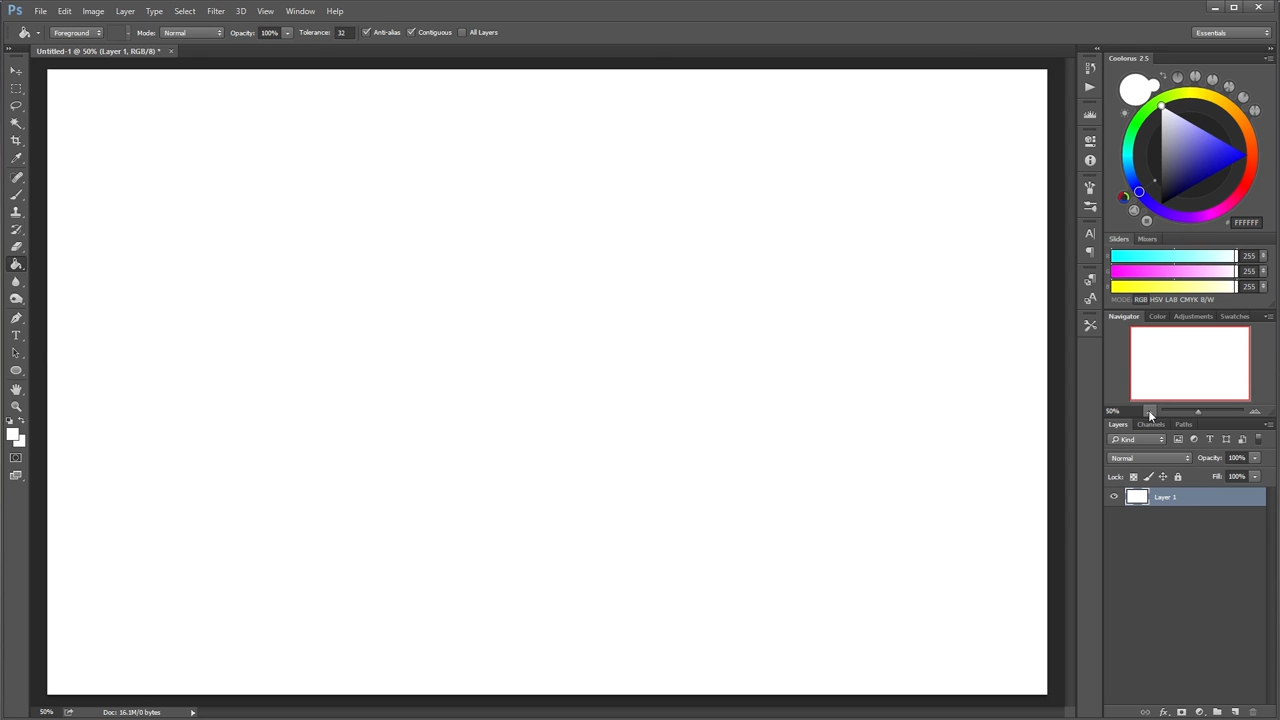 Ps File Edit Image Layer Type Select Filter 3D View Window Help
Foreground Mode: Normal Opacity: 100% Tolerance: 32 Anti-alias Contiguous All Layers Essentials
Untitled-1 @ 50% (Layer 1, RGB/8) * ×
Coolorus 2.5
# FFFFFF
Sliders Mixers
255
255
255
MODE: RGB HSV LAB CMYK B/W
Navigator Color Adjustments Swatches
50%
Layers Channels Paths
Kind
Normal Opacity: 100%
Lock: Fill: 100%
Layer 1
50% Doc: 16.1M/0 bytes